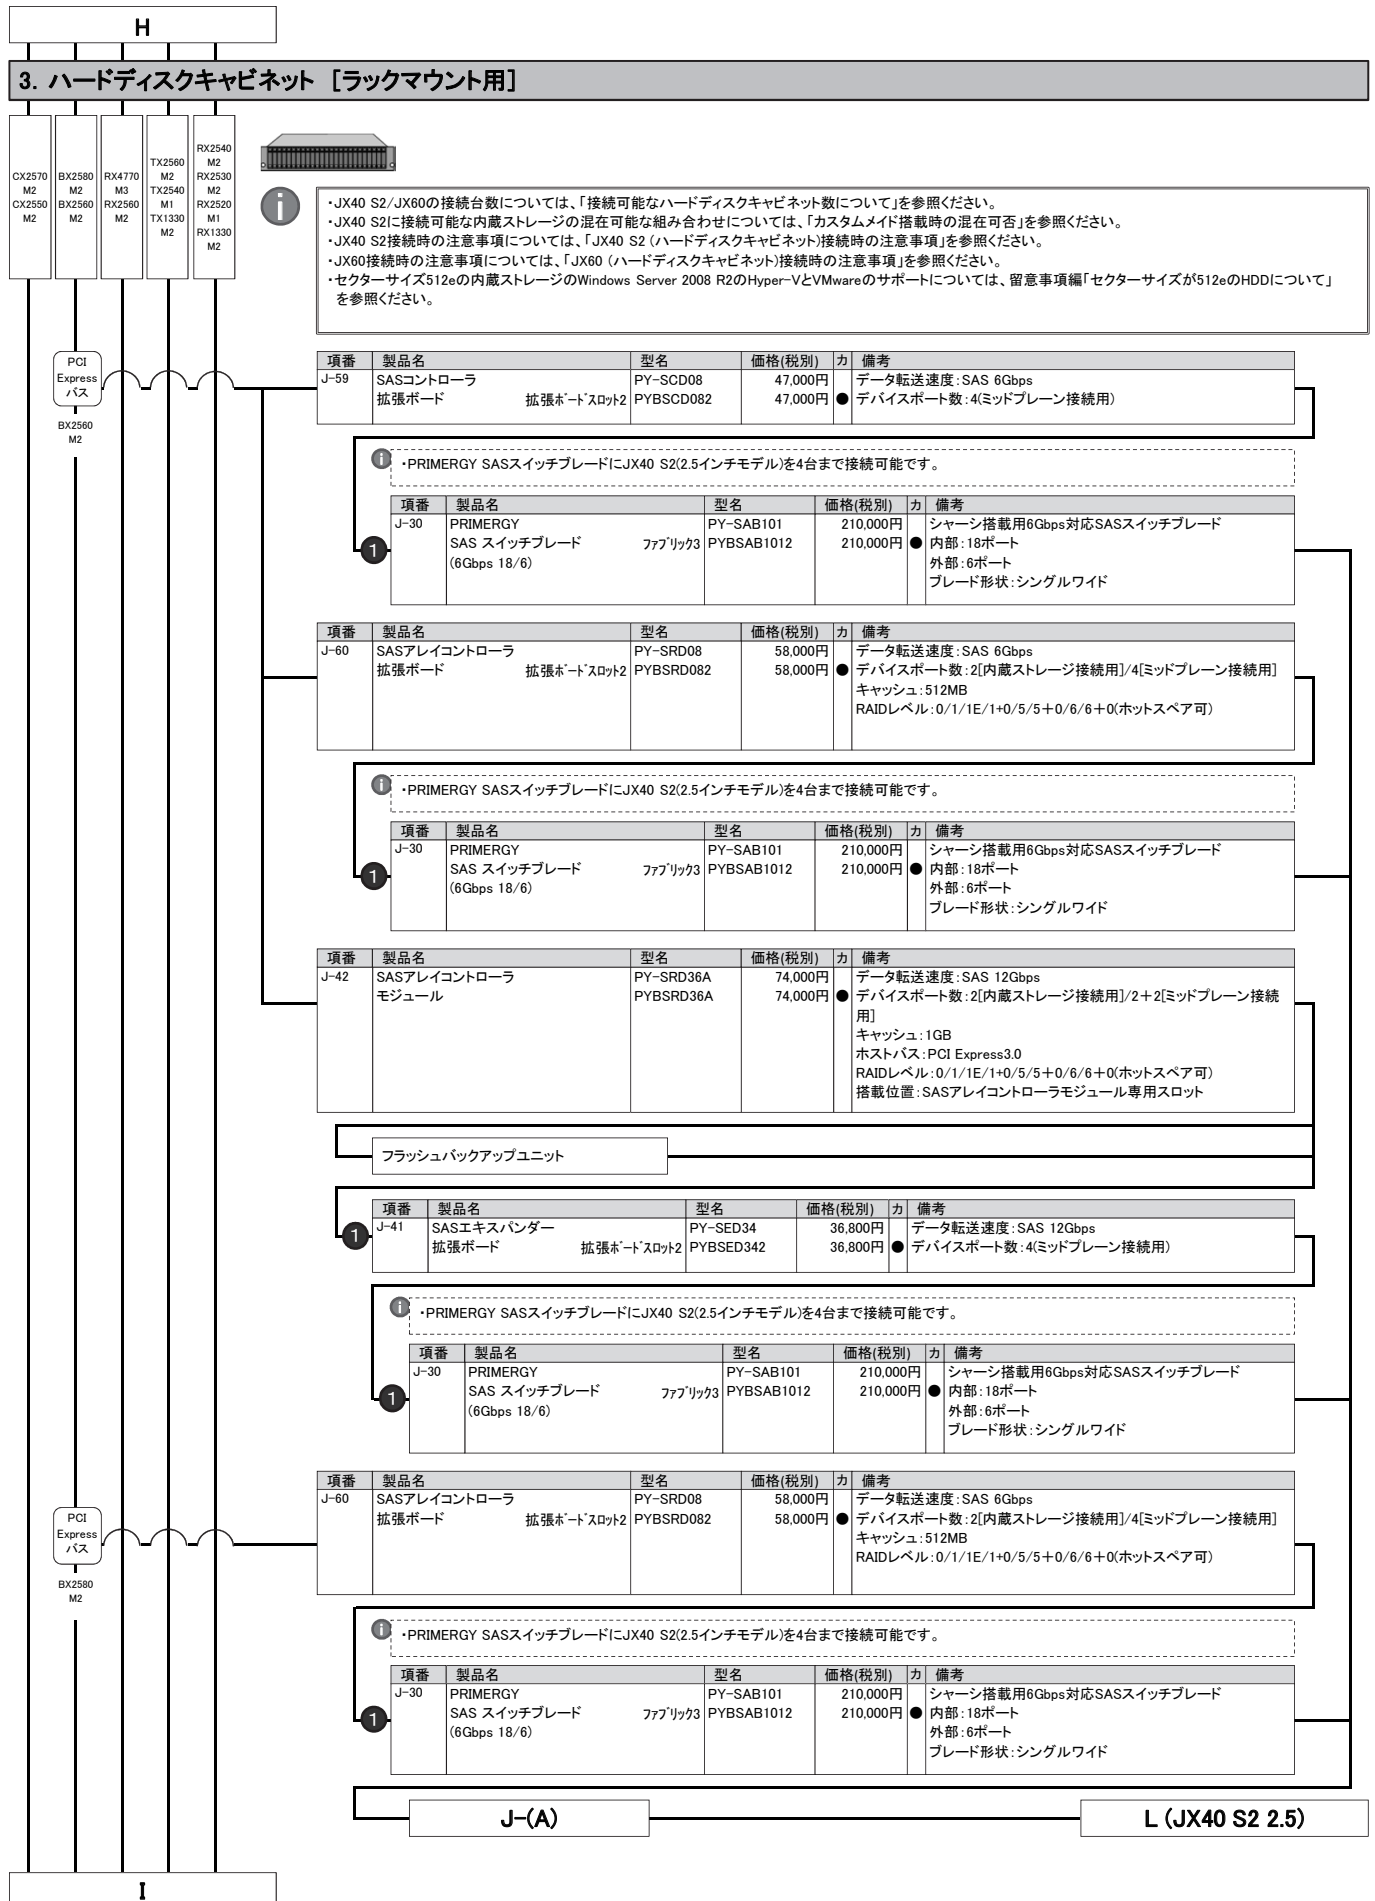 H
3. ハードディスクキャビネット [ラックマウント用]
CX2570
M2
CX2550
M2
BX2580
M2
BX2560
M2
RX4770
M3
RX2560
M2
TX2560
M2
TX2540
M1
TX1330
M2
RX2540
M2
RX2530
M2
RX2520
M1
RX1330
M2
i
・JX40 S2/JX60の接続台数については、「接続可能なハードディスクキャビネット数について」を参照ください。
・JX40 S2に接続可能な内蔵ストレージの混在可能な組み合わせについては、「カスタムメイド搭載時の混在可否」を参照ください。
・JX40 S2接続時の注意事項については、「JX40 S2（ハードディスクキャビネット)接続時の注意事項」を参照ください。
・JX60接続時の注意事項については、「JX60 （ハードディスクキャビネット)接続時の注意事項」を参照ください。
・セクターサイズ512eの内蔵ストレージのWindows Server 2008 R2のHyper-VとVMwareのサポートについては、留意事項編「セクターサイズが512eのHDDについて」
を参照ください。
PCI
Express
バス
BX2560
M2
項番 製品名 型名 価格(税別) カ 備考
J-59 SASコントローラ PY-SCD08 47,000円 データ転送速度：SAS 6Gbps
拡張ボード 拡張ボードスロット2 PYBSCD082 47,000円 ● デバイスポート数：4(ミッドプレーン接続用)
i ・PRIMERGY SASスイッチブレードにJX40 S2(2.5インチモデル)を4台まで接続可能です。
項番 製品名 型名 価格(税別) カ 備考
J-30 PRIMERGY PY-SAB101 210,000円 シャーシ搭載用6Gbps対応SASスイッチブレード
1 SAS スイッチブレード ファブリック3 PYBSAB1012 210,000円 ● 内部：18ポート
(6Gbps 18/6) 外部：6ポート
ブレード形状：シングルワイド
項番 製品名 型名 価格(税別) カ 備考
J-60 SASアレイコントローラ PY-SRD08 58,000円 データ転送速度：SAS 6Gbps
拡張ボード 拡張ボードスロット2 PYBSRD082 58,000円 ● デバイスポート数：2[内蔵ストレージ接続用]/4[ミッドプレーン接続用]
キャッシュ：512MB
RAIDレベル：0/1/1E/1+0/5/5＋0/6/6＋0(ホットスペア可)
i ・PRIMERGY SASスイッチブレードにJX40 S2(2.5インチモデル)を4台まで接続可能です。
項番 製品名 型名 価格(税別) カ 備考
J-30 PRIMERGY PY-SAB101 210,000円 シャーシ搭載用6Gbps対応SASスイッチブレード
1 SAS スイッチブレード ファブリック3 PYBSAB1012 210,000円 ● 内部：18ポート
(6Gbps 18/6) 外部：6ポート
ブレード形状：シングルワイド
項番 製品名 型名 価格(税別) カ 備考
J-42 SASアレイコントローラ PY-SRD36A 74,000円 データ転送速度：SAS 12Gbps
モジュール PYBSRD36A 74,000円 ● デバイスポート数：2[内蔵ストレージ接続用]/2＋2[ミッドプレーン接続
用]
キャッシュ：1GB
ホストバス：PCI Express3.0
RAIDレベル：0/1/1E/1+0/5/5＋0/6/6＋0(ホットスペア可)
搭載位置：SASアレイコントローラモジュール専用スロット
フラッシュバックアップユニット
項番 製品名 型名 価格(税別) カ 備考
1 J-41 SASエキスパンダー PY-SED34 36,800円 データ転送速度：SAS 12Gbps
拡張ボード 拡張ボードスロット2 PYBSED342 36,800円 ● デバイスポート数：4(ミッドプレーン接続用)
i ・PRIMERGY SASスイッチブレードにJX40 S2(2.5インチモデル)を4台まで接続可能です。
項番 製品名 型名 価格(税別) カ 備考
J-30 PRIMERGY PY-SAB101 210,000円 シャーシ搭載用6Gbps対応SASスイッチブレード
1 SAS スイッチブレード ファブリック3 PYBSAB1012 210,000円 ● 内部：18ポート
(6Gbps 18/6) 外部：6ポート
ブレード形状：シングルワイド
PCI
Express
バス
BX2580
M2
項番 製品名 型名 価格(税別) カ 備考
J-60 SASアレイコントローラ PY-SRD08 58,000円 データ転送速度：SAS 6Gbps
拡張ボード 拡張ボードスロット2 PYBSRD082 58,000円 ● デバイスポート数：2[内蔵ストレージ接続用]/4[ミッドプレーン接続用]
キャッシュ：512MB
RAIDレベル：0/1/1E/1+0/5/5＋0/6/6＋0(ホットスペア可)
i ・PRIMERGY SASスイッチブレードにJX40 S2(2.5インチモデル)を4台まで接続可能です。
項番 製品名 型名 価格(税別) カ 備考
J-30 PRIMERGY PY-SAB101 210,000円 シャーシ搭載用6Gbps対応SASスイッチブレード
1 SAS スイッチブレード ファブリック3 PYBSAB1012 210,000円 ● 内部：18ポート
(6Gbps 18/6) 外部：6ポート
ブレード形状：シングルワイド
J-(A) L (JX40 S2 2.5)
I